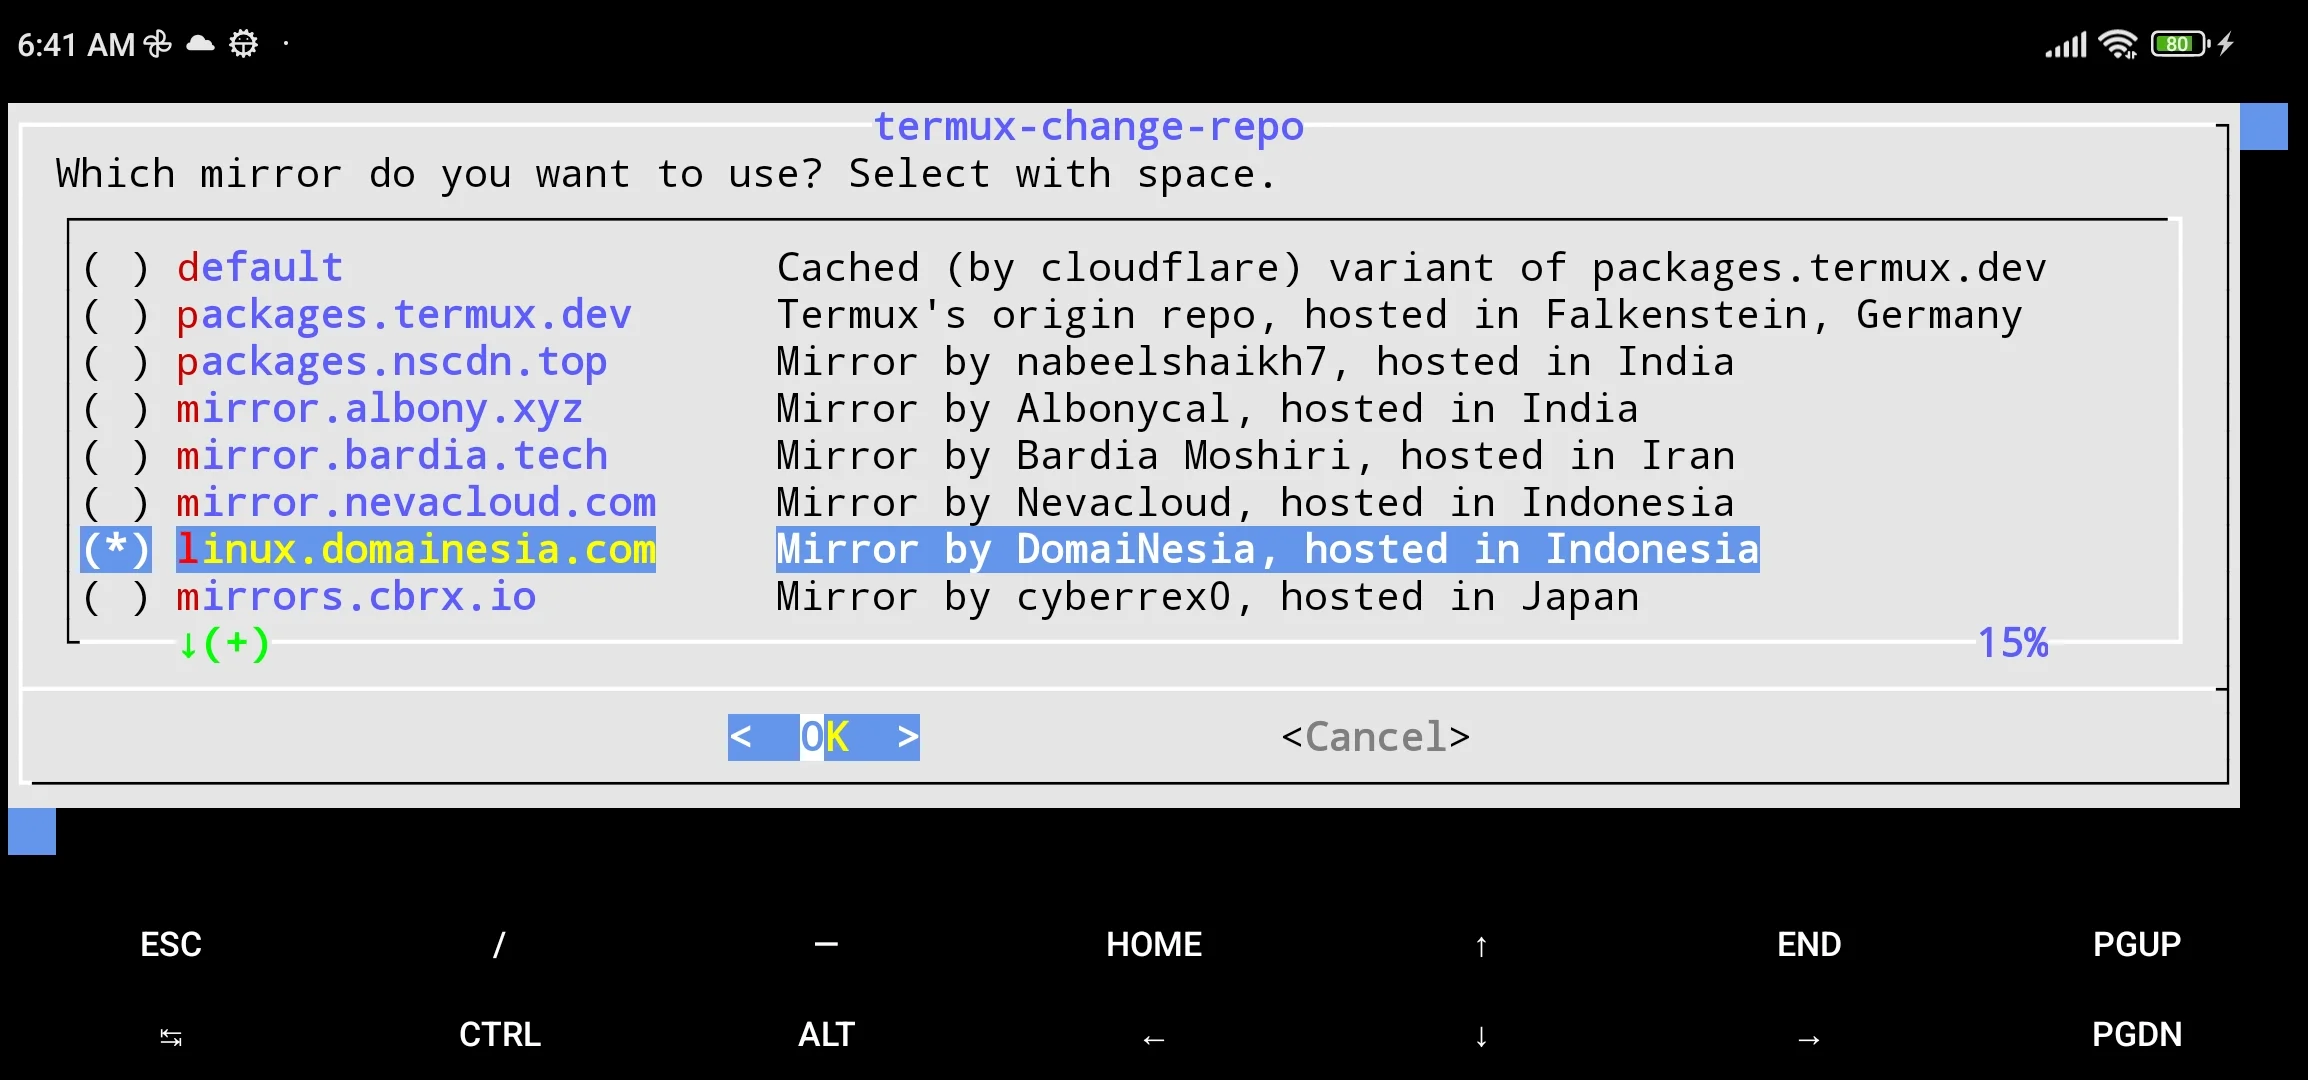 6:41 AM
80
termux-change-repo
Which mirror do you want to use? Select with space.
( ) default Cached (by cloudflare) variant of packages.termux.dev
( ) packages.termux.dev Termux's origin repo, hosted in Falkenstein, Germany
( ) packages.nscdn.top Mirror by nabeelshaikh7, hosted in India
( ) mirror.albony.xyz Mirror by Albonycal, hosted in India
( ) mirror.bardia.tech Mirror by Bardia Moshiri, hosted in Iran
( ) mirror.nevacloud.com Mirror by Nevacloud, hosted in Indonesia
(*) linux.domainesia.com Mirror by DomaiNesia, hosted in Indonesia
( ) mirrors.cbrx.io Mirror by cyberrex0, hosted in Japan
↓(+) 15%
< OK > <Cancel>
ESC / — HOME ↑ END PGUP
↹ CTRL ALT ← ↓ → PGDN